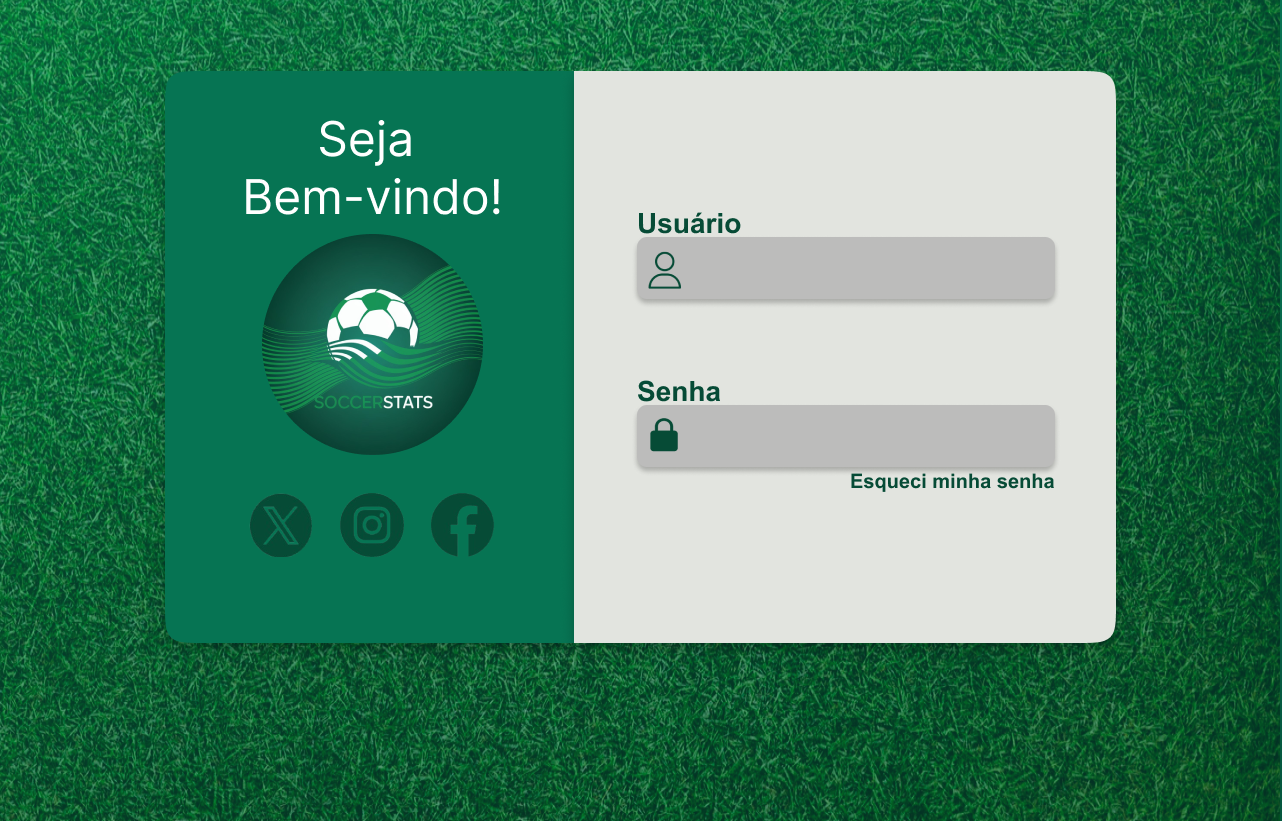 Seja
Bem-vindo!
SOCCERSTATS
Usuário
Senha
Esqueci minha senha